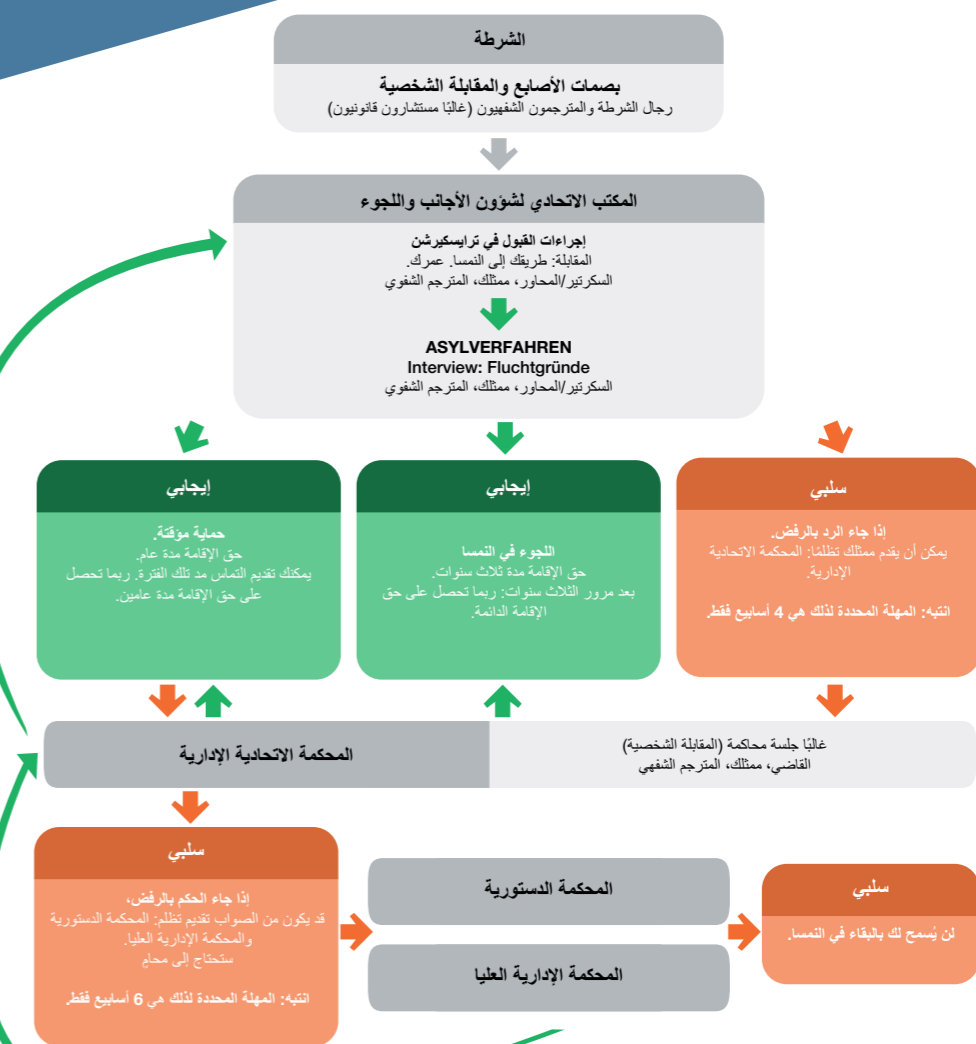 الشرطة
بصمات الأصابع والمقابلة الشخصية
رجال الشرطة والمترجمون الشفهيون (غالبًا مستشارون قانونيون)
المكتب الاتحادي لشؤون الأجانب واللجوء
إجراءات القبول في ترايسكيرشن
المقابلة: طريقك إلى النمسا. عمرك.
السكرتير/المحاور، ممثلك، المترجم الشفوي
ASYLVERFAHREN
Interview: Fluchtgründe
السكرتير/المحاور، ممثلك، المترجم الشفوي
إيجابي
حماية مؤقتة.
حق الإقامة مدة عام.
يمكنك تقديم التماس مد تلك الفترة. ربما تحصل
على حق الإقامة مدة عامين.
إيجابي
اللجوء في النمسا
حق الإقامة مدة ثلاث سنوات.
بعد مرور الثلاث سنوات: ربما تحصل على حق
الإقامة الدائمة.
سلبي
إذا جاء الرد بالرفض.
يمكن أن يقدم ممثلك تظلمًا: المحكمة الاتحادية
الإدارية.
انتبه: المهلة المحددة لذلك هي 4 أسابيع فقط.
المحكمة الاتحادية الإدارية
غالبًا جلسة محاكمة (المقابلة الشخصية)
القاضي، ممثلك، المترجم الشفهي
سلبي
إذا جاء الحكم بالرفض،
قد يكون من الصواب تقديم تظلم: المحكمة الدستورية
والمحكمة الإدارية العليا.
ستحتاج إلى محامٍ
انتبه: المهلة المحددة لذلك هي 6 أسابيع فقط.
المحكمة الدستورية
المحكمة الإدارية العليا
سلبي
لن يُسمح لك بالبقاء في النمسا.